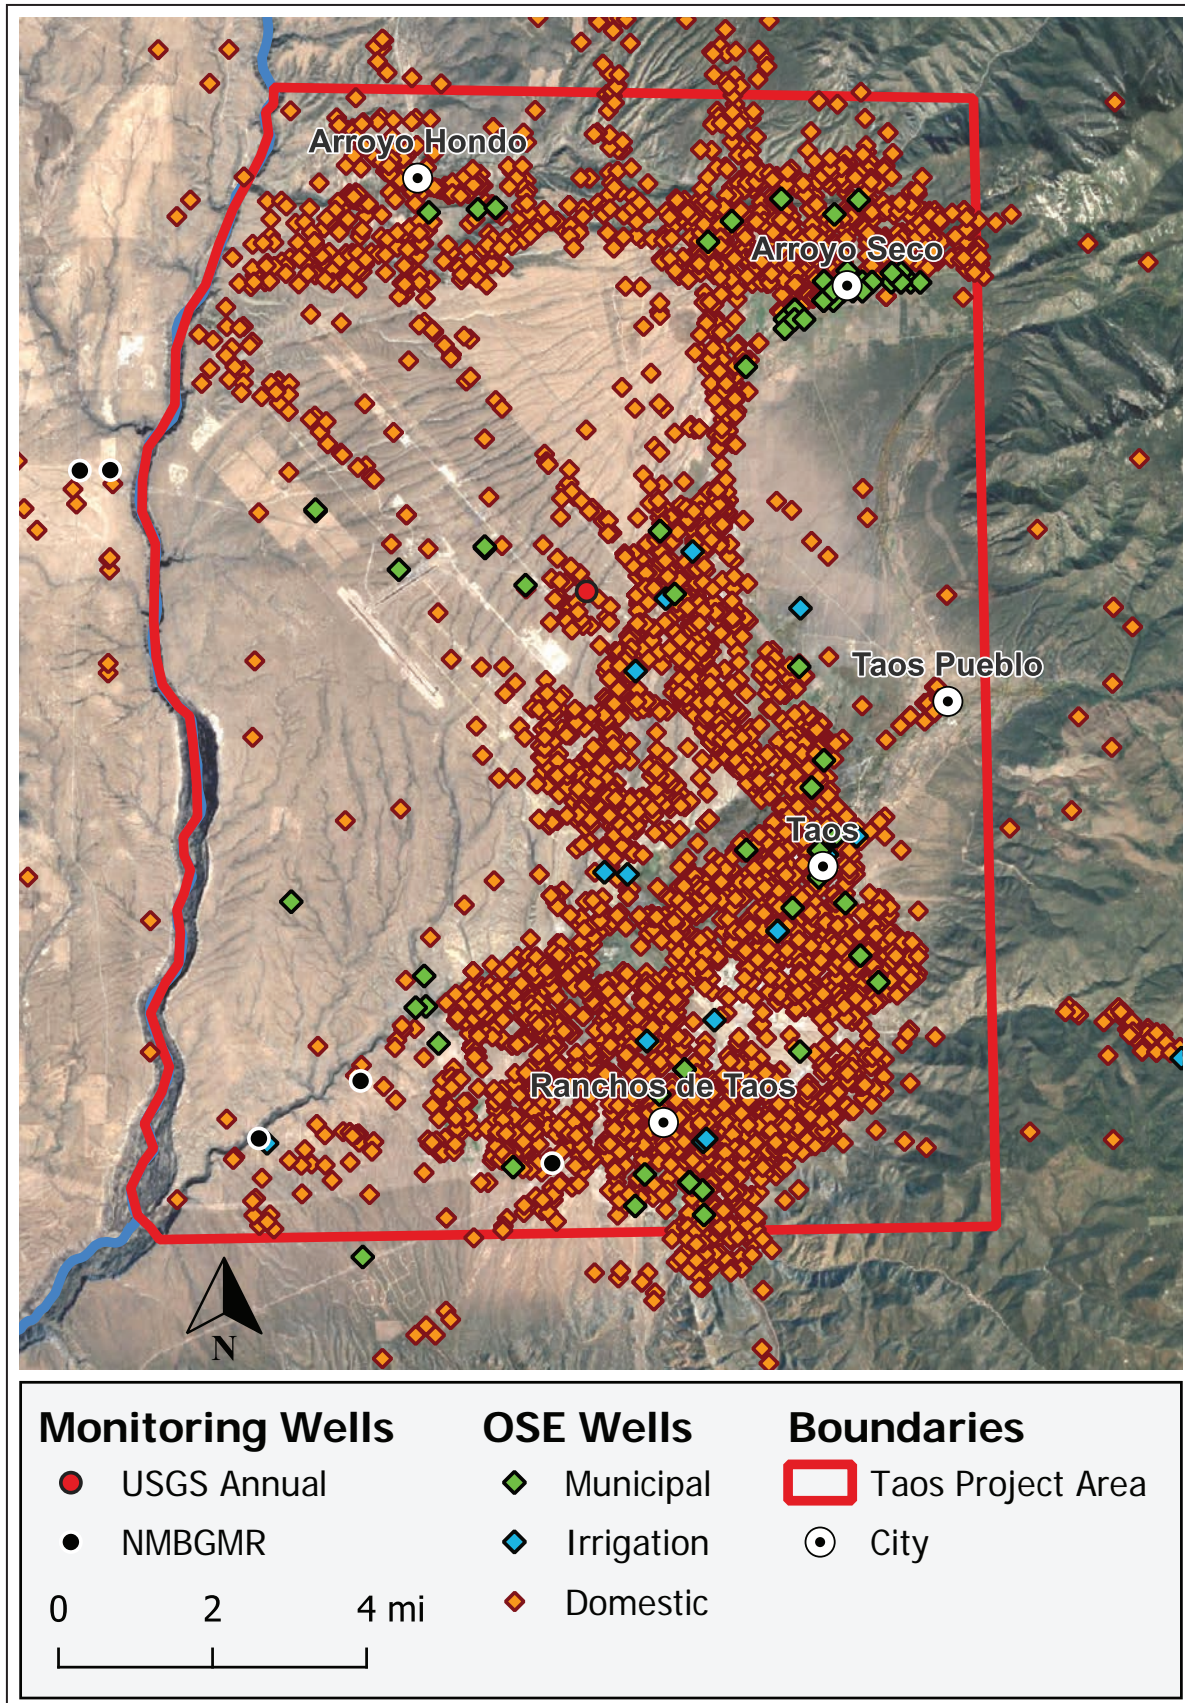 Arroyo Hondo
Arroyo Seco
Taos Pueblo
Taos
Ranchos de Taos
N
Monitoring Wells
USGS Annual
NMBGMR
0 2 4 mi
OSE Wells
Municipal
Irrigation
Domestic
Boundaries
Taos Project Area
City